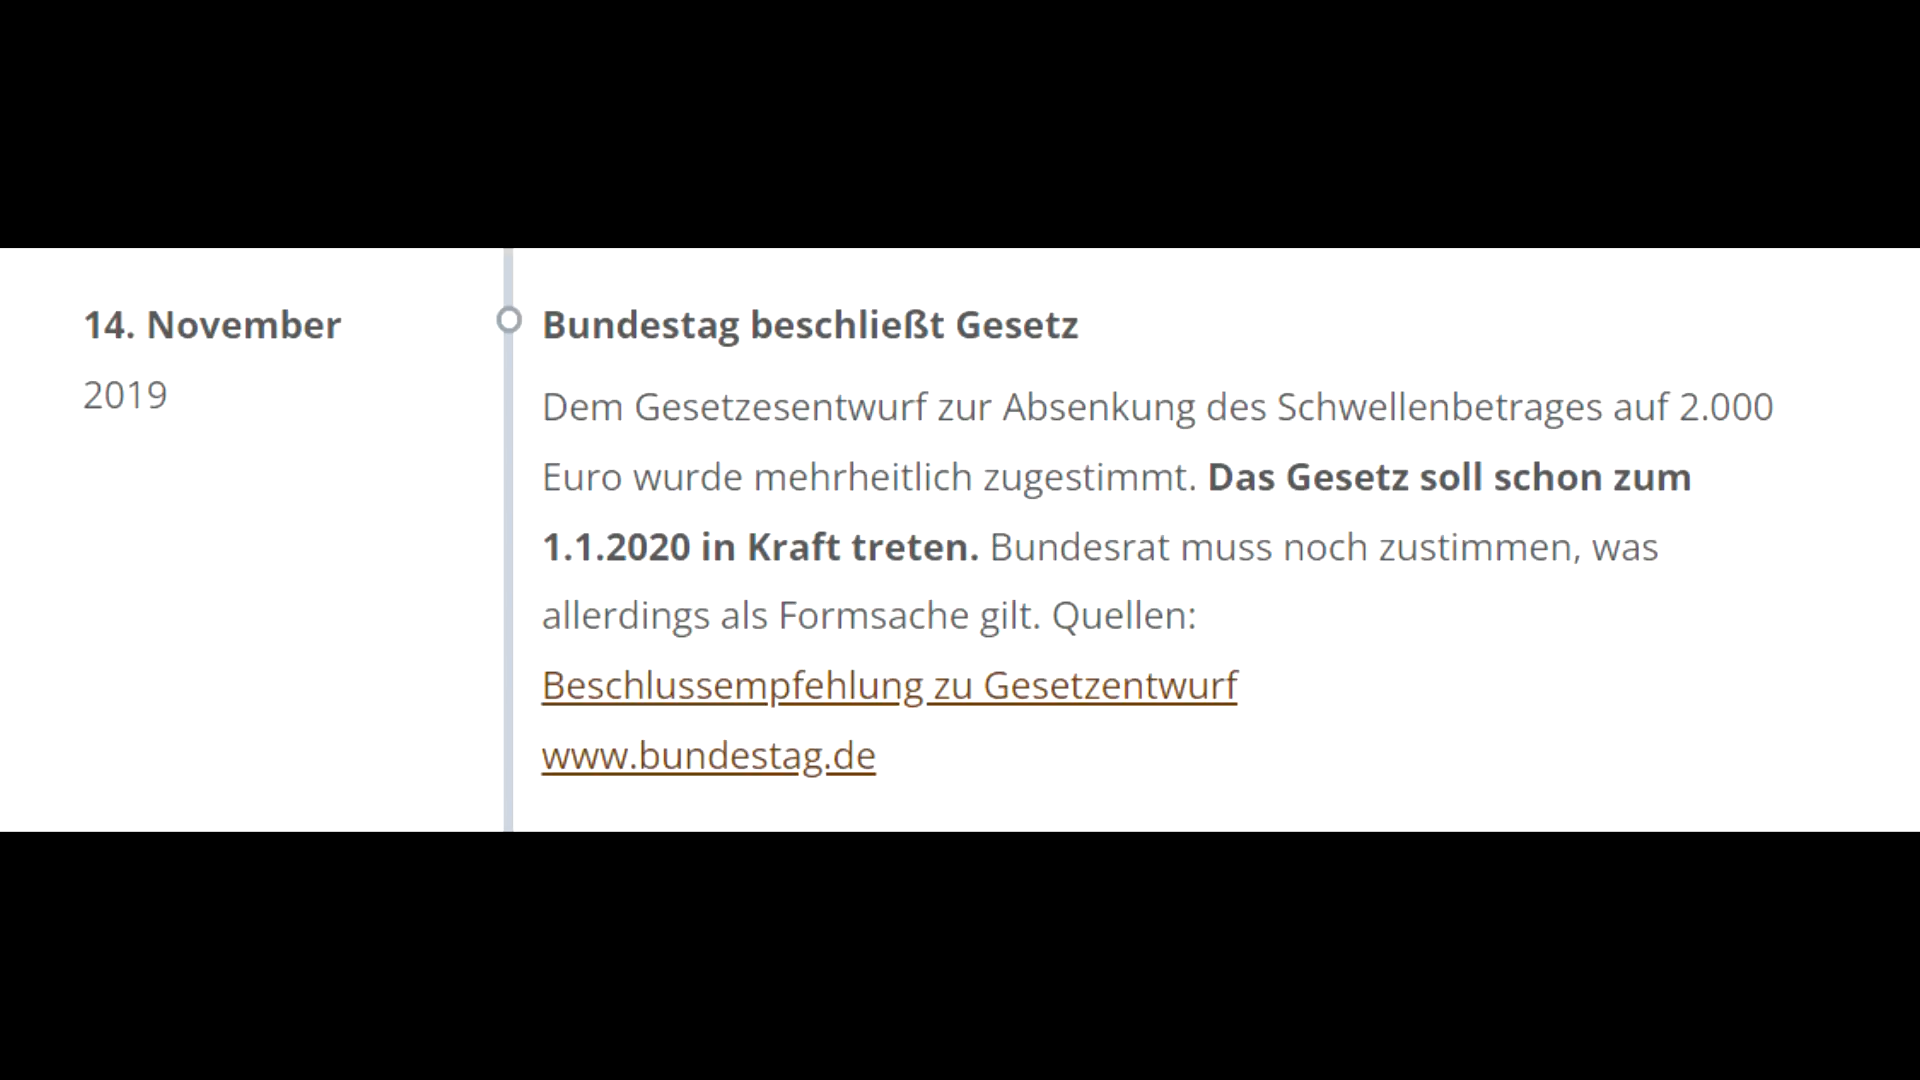 14. November
2019
Bundestag beschließt Gesetz
Dem Gesetzesentwurf zur Absenkung des Schwellenbetrages auf 2.000
Euro wurde mehrheitlich zugestimmt. Das Gesetz soll schon zum
1.1.2020 in Kraft treten. Bundesrat muss noch zustimmen, was
allerdings als Formsache gilt. Quellen:
Beschlussempfehlung zu Gesetzentwurf
www.bundestag.de